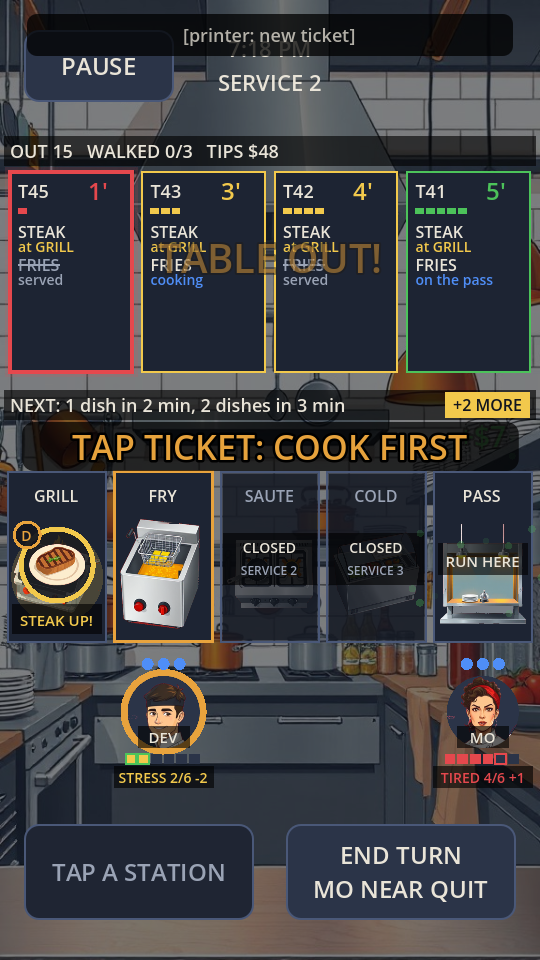 [printer: new ticket]
7:18 PM
PAUSE
SERVICE 2
OUT 15 WALKED 0/3 TIPS $48
T45 1'
STEAK
at GRILL
FRIES
served
T43 3'
STEAK
at GRILL
FRIES
cooking
T42 4'
STEAK
at GRILL
FRIES
served
T41 5'
STEAK
at GRILL
FRIES
on the pass
TABLE OUT!
NEXT: 1 dish in 2 min, 2 dishes in 3 min
+2 MORE
TAP TICKET: COOK FIRST
GRILL
D
STEAK UP!
FRY
SAUTE
CLOSED
SERVICE 2
COLD
CLOSED
SERVICE 3
PASS
RUN HERE
DEV
STRESS 2/6 -2
MO
TIRED 4/6 +1
TAP A STATION
END TURN
MO NEAR QUIT